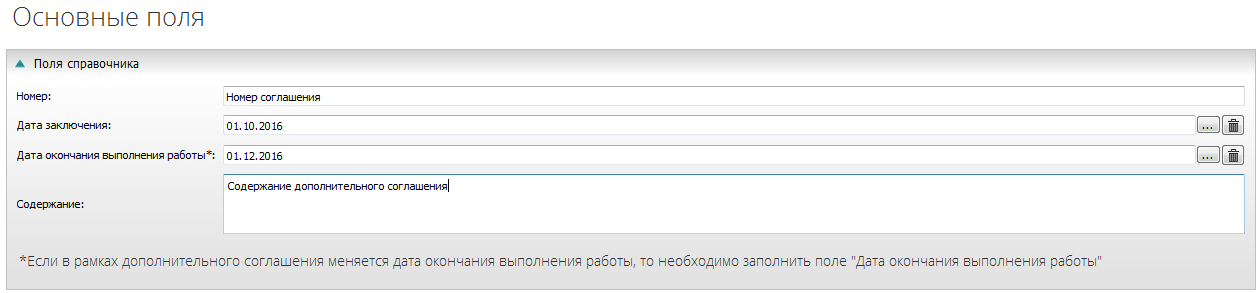 Основные поля
Поля справочника
Номер: Номер соглашения
Дата заключения: 01.10.2016 ...
Дата окончания выполнения работы*: 01.12.2016 ...
Содержание: Содержание дополнительного соглашения
*Если в рамках дополнительного соглашения меняется дата окончания выполнения работы, то необходимо заполнить поле "Дата окончания выполнения работы"